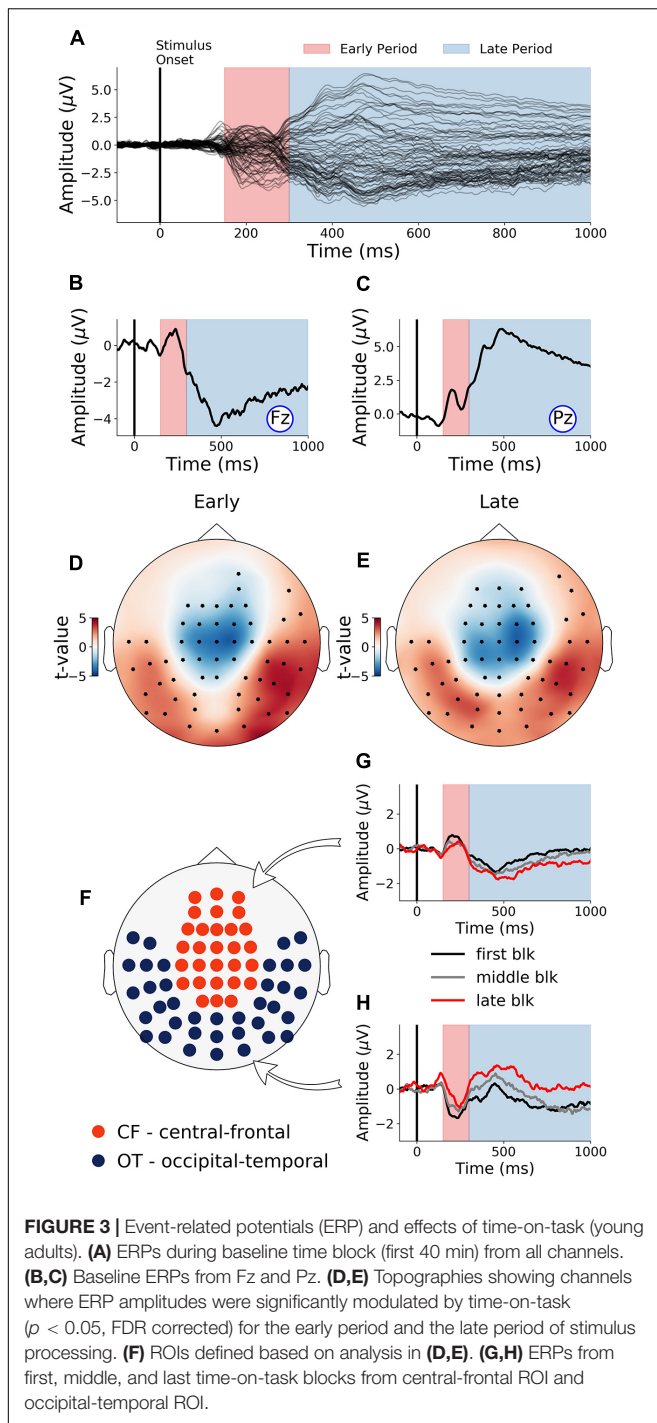 A
Stimulus
Onset
Early Period
Late Period
Amplitude (μV)
5.0
2.5
0.0
−2.5
−5.0
0 200 400 600 800 1000
Time (ms)
B
Amplitude (μV)
0
−2
−4
Fz
0 500 1000
Time (ms)
C
Amplitude (μV)
5.0
0.0
Pz
0 500 1000
Time (ms)
Early
Late
D
t-value
5
0
−5
E
t-value
5
0
−5
F
CF - central-frontal
OT - occipital-temporal
G
Amplitude (μV)
2
0
−2
0 500 1000
Time (ms)
first blk
middle blk
late blk
H
Amplitude (μV)
2
0
−2
0 500 1000
Time (ms)
FIGURE 3 | Event-related potentials (ERP) and effects of time-on-task (young
adults). (A) ERPs during baseline time block (first 40 min) from all channels.
(B,C) Baseline ERPs from Fz and Pz. (D,E) Topographies showing channels
where ERP amplitudes were significantly modulated by time-on-task
(p < 0.05, FDR corrected) for the early period and the late period of stimulus
processing. (F) ROIs defined based on analysis in (D,E). (G,H) ERPs from
first, middle, and last time-on-task blocks from central-frontal ROI and
occipital-temporal ROI.